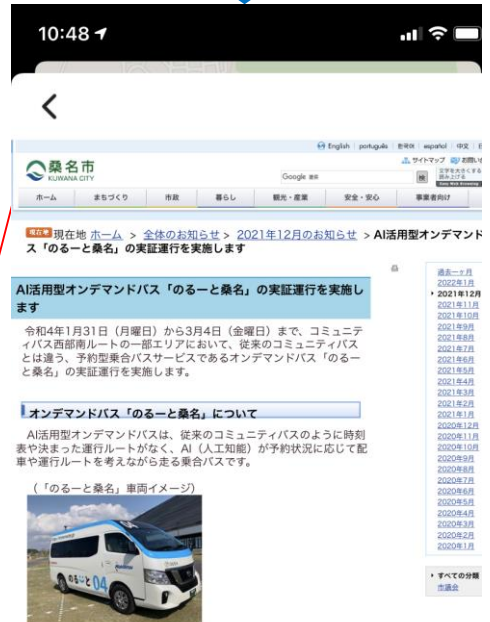 10:48
English português 한국어 español 中文
桑名市
KUWANA CITY
サイトマップ
Google
検
ホーム まちづくり 市政 暮らし 観光・産業 安全・安心 事業者向け
現在地 現在地 ホーム > 全体のお知らせ > 2021年12月のお知らせ > AI活用型オンデマンド
ス「のるーと桑名」の実証運行を実施します
AI活用型オンデマンドバス「のるーと桑名」の実証運行を実施し
ます
令和4年1月31日(月曜日)から3月4日(金曜日)まで、コミュニテ
ィバス西部南ルートの一部エリアにおいて、従来のコミュニティバス
とは違う、予約型乗合バスサービスであるオンデマンドバス「のるー
と桑名」の実証運行を実施します。
オンデマンドバス「のるーと桑名」について
AI活用型オンデマンドバスは、従来のコミュニティバスのように時刻
表や決まった運行ルートがなく、AI(人工知能)が予約状況に応じて配
車や運行ルートを考えながら走る乗合バスです。
(「のるーと桑名」車両イメージ)
のるーと 04
過去一ヶ月
2022年1月
2021年12月
2021年11月
2021年10月
2021年9月
2021年8月
2021年7月
2021年6月
2021年5月
2021年4月
2021年3月
2021年2月
2021年1月
2020年12月
2020年11月
2020年10月
2020年9月
2020年8月
2020年7月
2020年6月
2020年5月
2020年4月
2020年3月
2020年2月
2020年1月
すべての分類
市議会